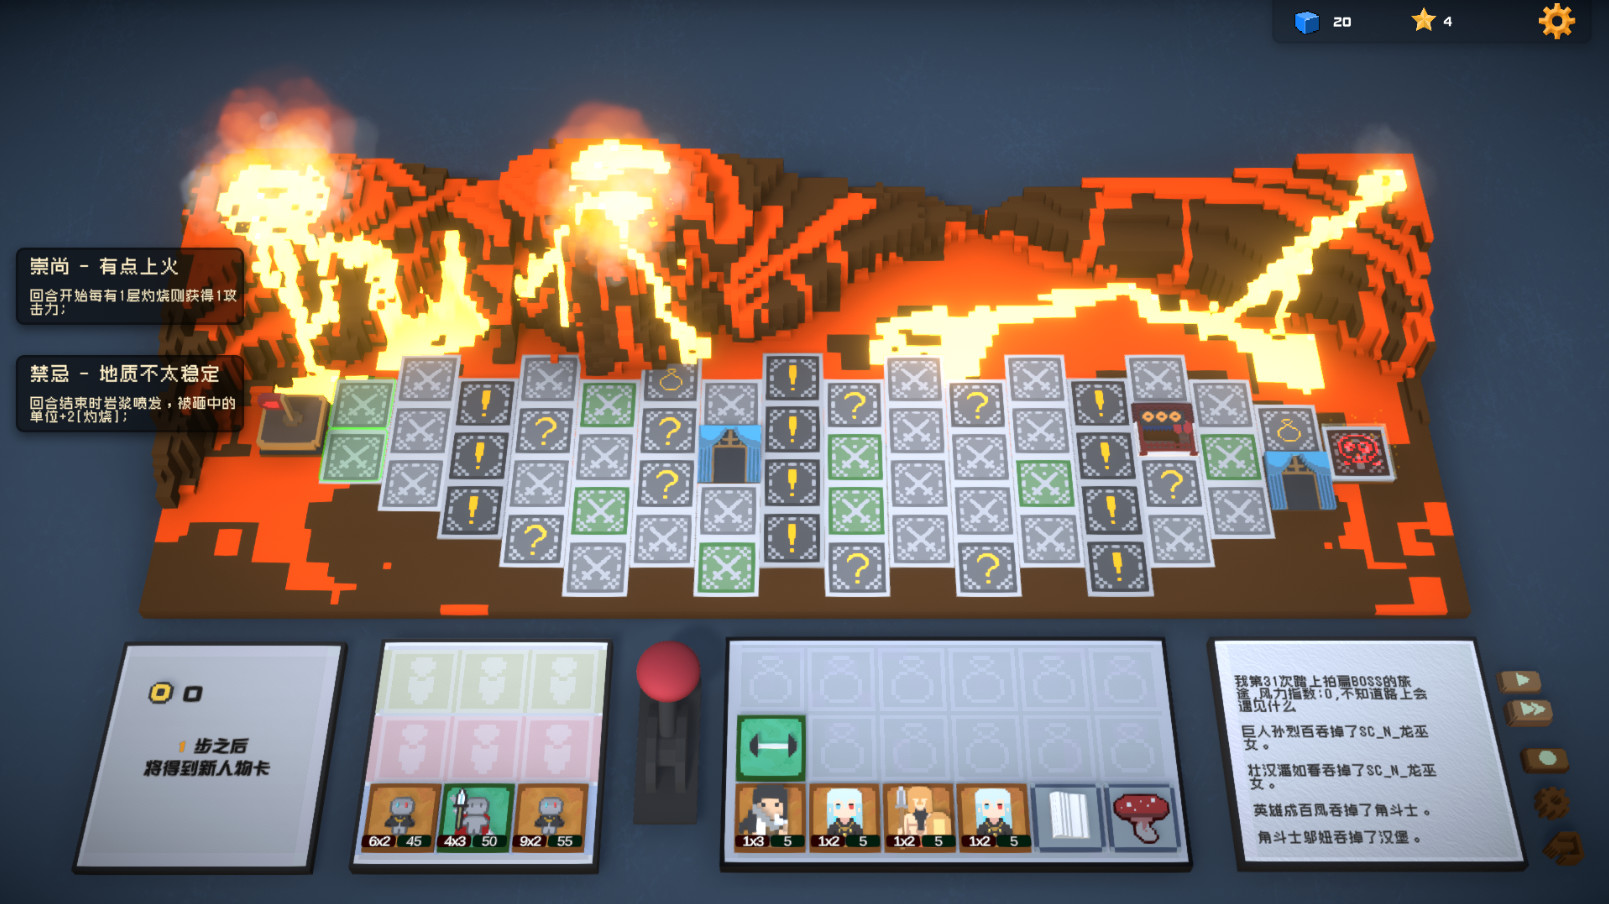 20
4
崇尚 - 有点上火
回合开始每有1层灼烧则获得1攻
击力;
禁忌 - 地质不太稳定
回合结束时岩浆喷发，被砸中的
单位+2[灼烧];
0
1 步之后
将得到新人物卡
6x2 45
4x3 50
9x2 55
1x3 5
1x2 5
1x2 5
1x2 5
我第31次踏上拍扁BOSS的旅
途,风力指数:0,不知道路上会
遇见什么
巨人孙烈百吞掉了SC_N_龙巫
女。
壮汉潘如春吞掉了SC_N_龙巫
女。
英雄成百凤吞掉了角斗士。
角斗士邬妞吞掉了汉堡。